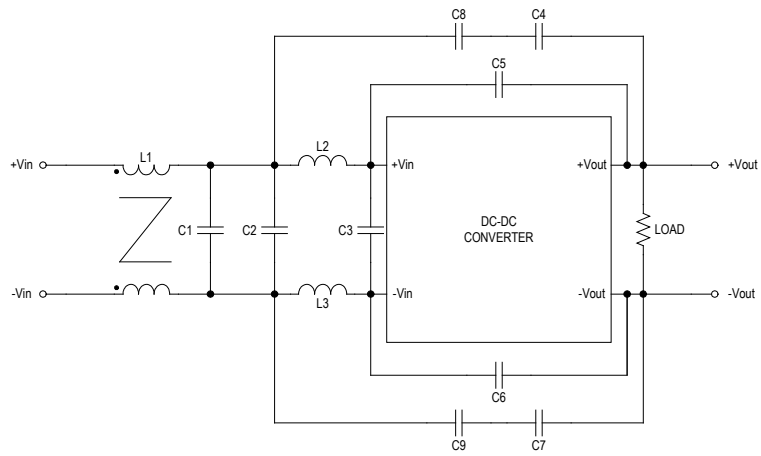 C8
C4
C5
L1
L2
+Vin
+Vin
+Vout
+Vout
C1
C2
C3
DC-DC
CONVERTER
LOAD
-Vin
L3
-Vin
-Vout
-Vout
C6
C9
C7